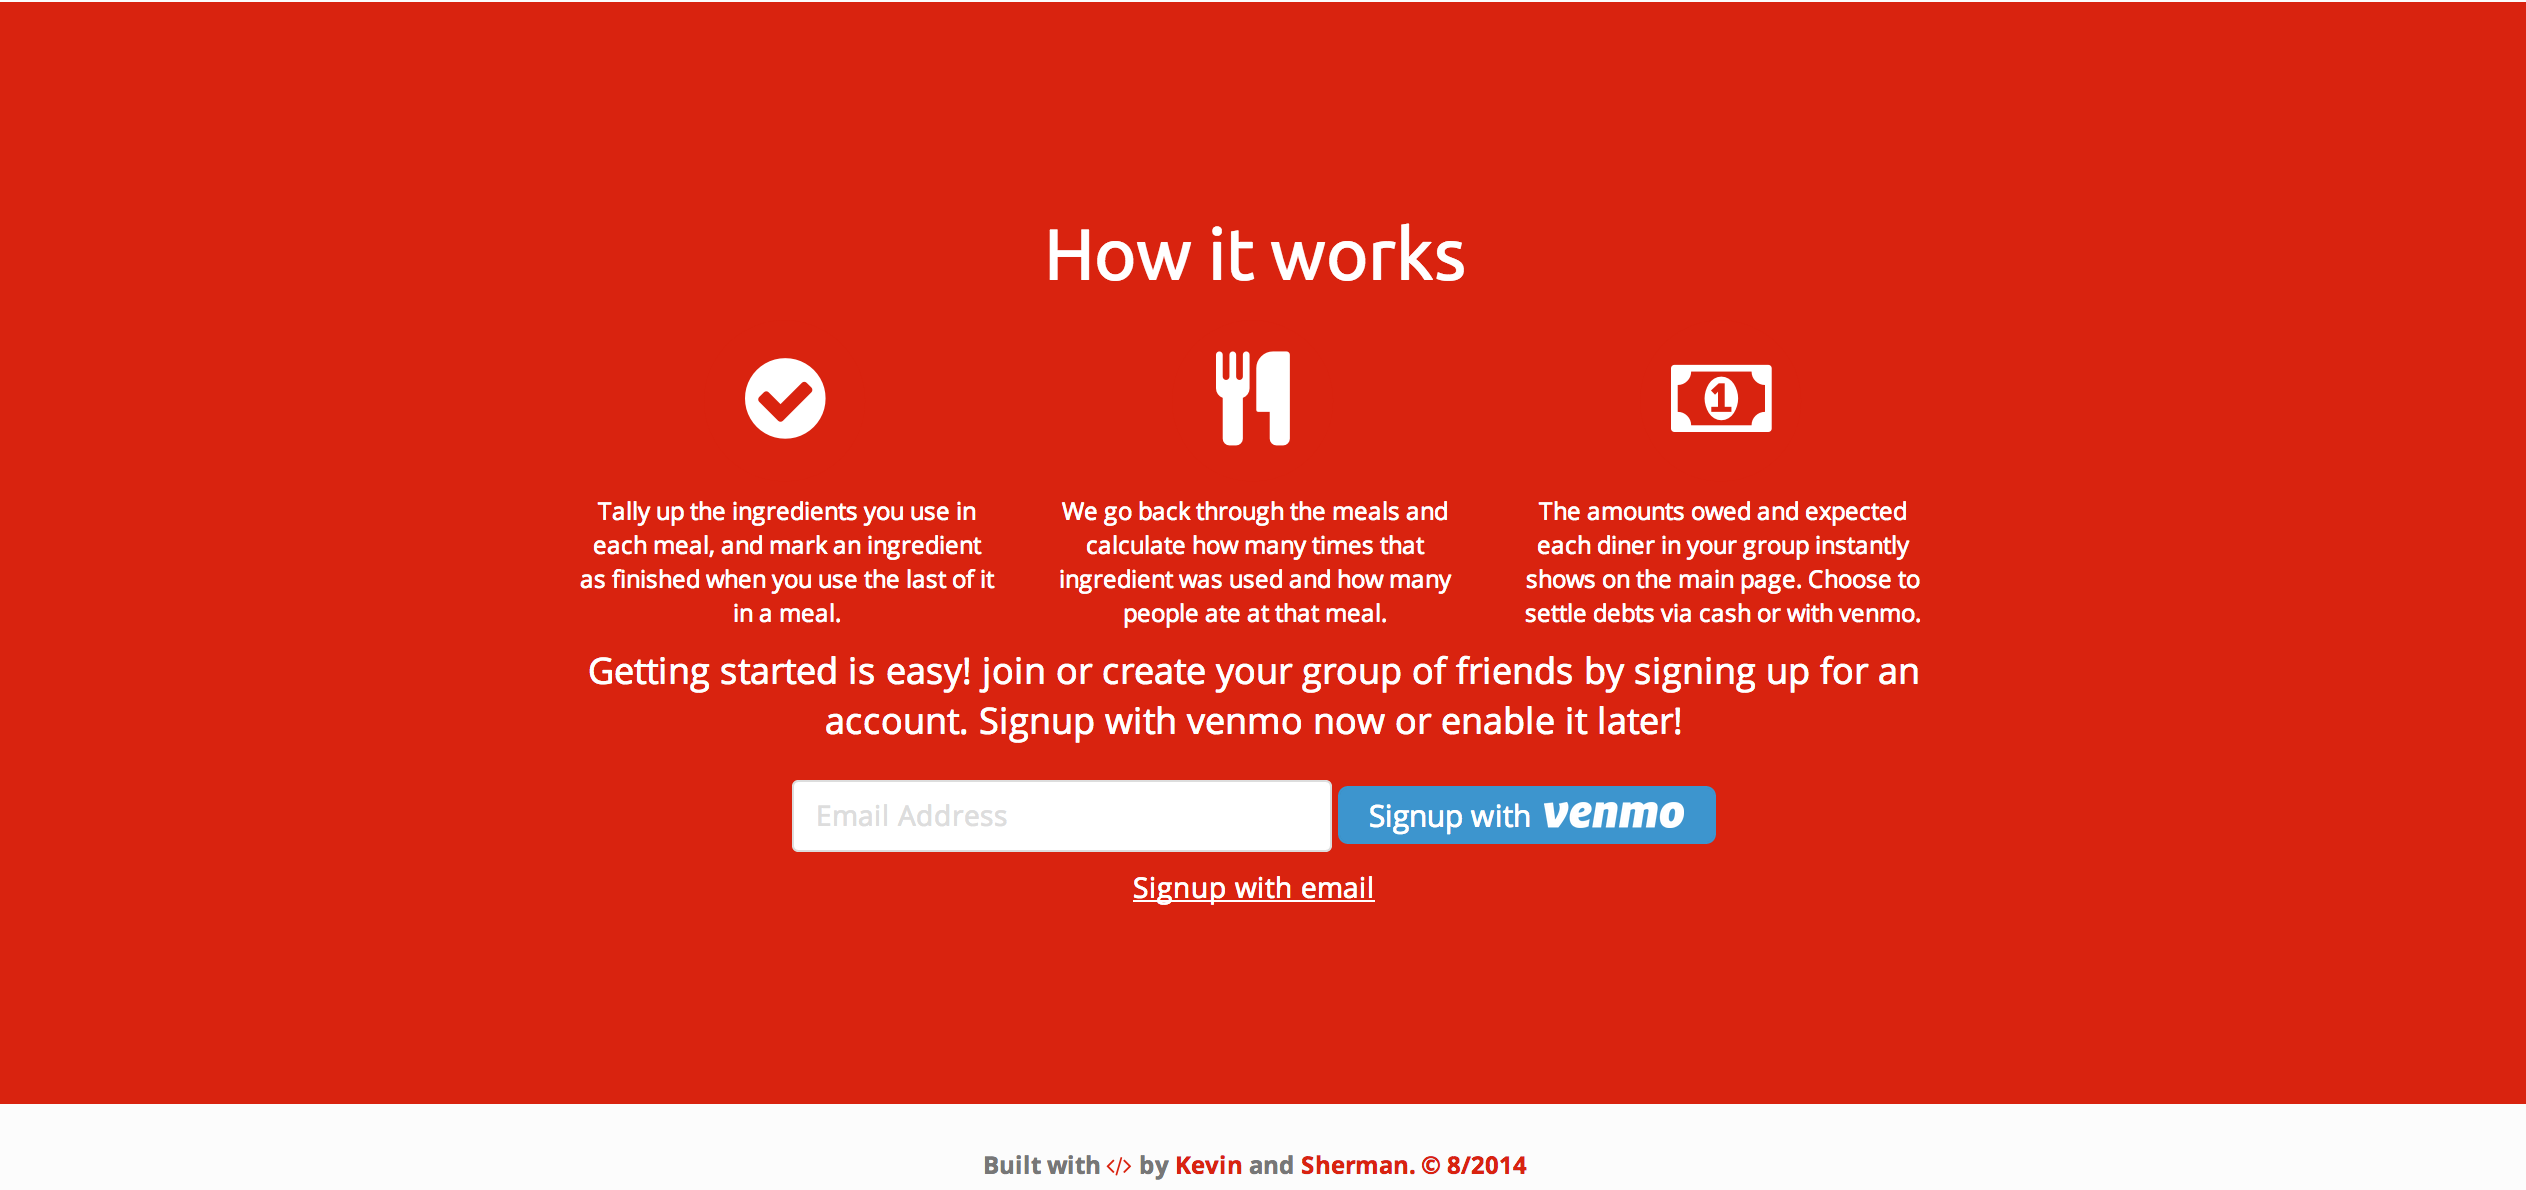 How it works
1
Tally up the ingredients you use in
each meal, and mark an ingredient
as finished when you use the last of it
in a meal.
We go back through the meals and
calculate how many times that
ingredient was used and how many
people ate at that meal.
The amounts owed and expected
each diner in your group instantly
shows on the main page. Choose to
settle debts via cash or with venmo.
Getting started is easy! join or create your group of friends by signing up for an
account. Signup with venmo now or enable it later!
Email Address
Signup with venmo
Signup with email
Built with </> by Kevin and Sherman. © 8/2014